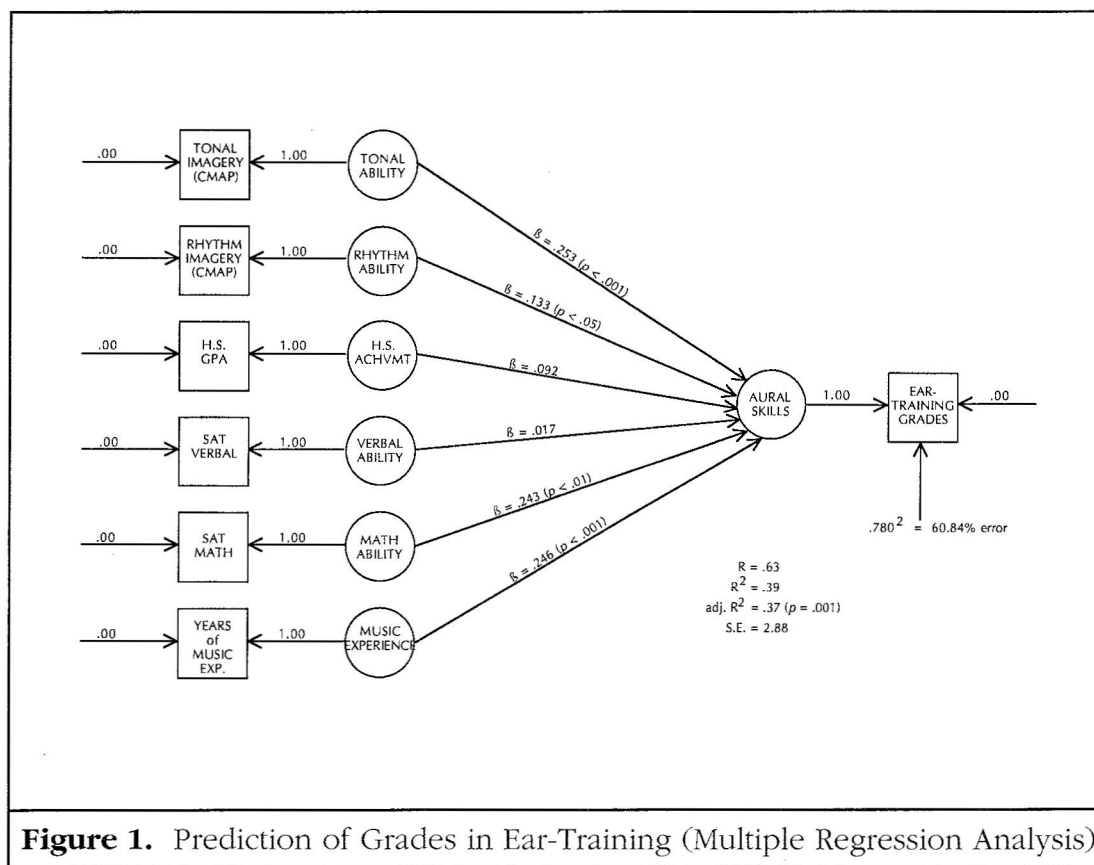 .00
TONAL
IMAGERY
(CMAP)
1.00
TONAL
ABILITY
ß = .253 (p < .001)
.00
RHYTHM
IMAGERY
(CMAP)
1.00
RHYTHM
ABILITY
ß = .133 (p < .05)
.00
H.S.
GPA
1.00
H.S.
ACHVMT
ß = .092
.00
SAT
VERBAL
1.00
VERBAL
ABILITY
ß = .017
.00
SAT
MATH
1.00
MATH
ABILITY
ß = .243 (p < .01)
.00
YEARS
of
MUSIC
EXP.
1.00
MUSIC
EXPERIENCE
ß = .246 (p < .001)
AURAL
SKILLS
1.00
EAR-
TRAINING
GRADES
.00
.780² = 60.84% error
R = .63
R² = .39
adj. R² = .37 (p = .001)
S.E. = 2.88
Figure 1. Prediction of Grades in Ear-Training (Multiple Regression Analysis)